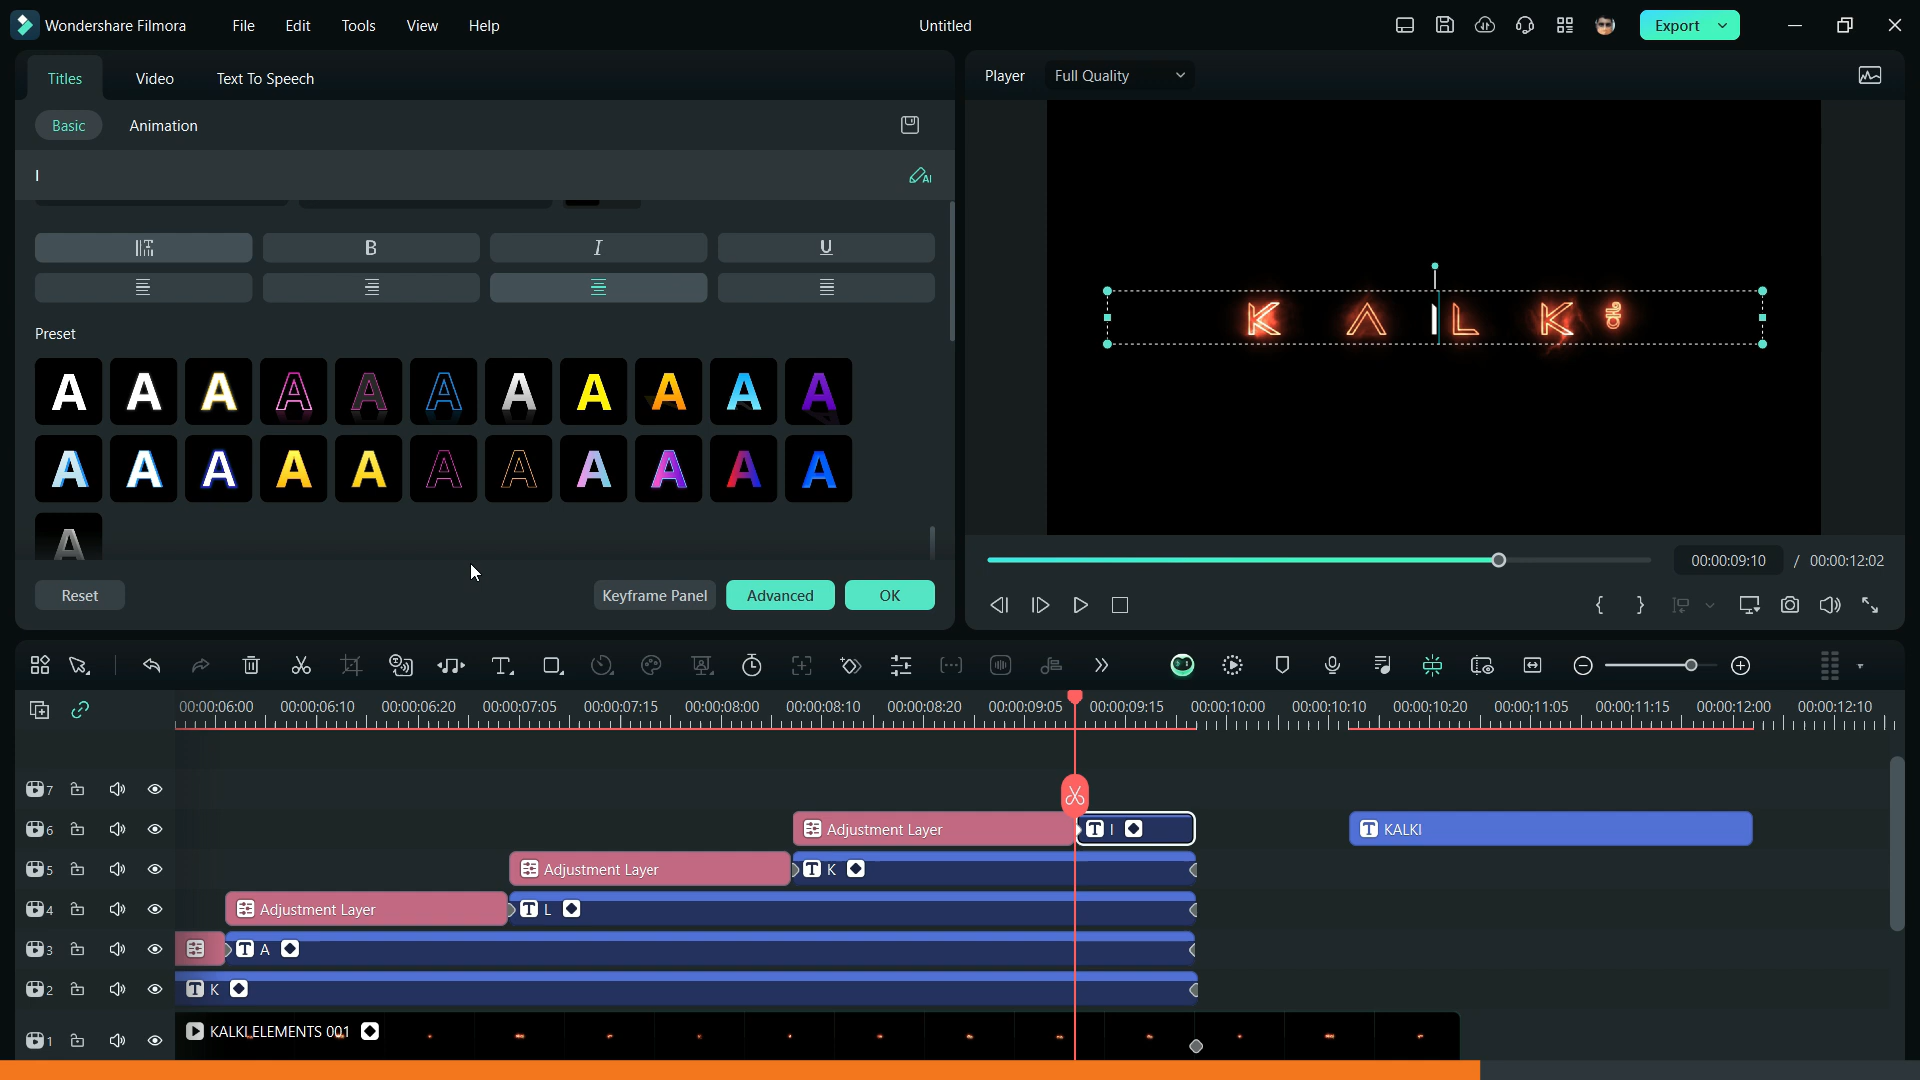 Wondershare Filmora File Edit Tools View Help Untitled Export
Titles Video Text To Speech
Player Full Quality
Basic Animation
I
AI
B I U
Preset
A A A A A A A A A A A
A A A A A A A A A A A
A
K A I L K
00:00:09:10 / 00:00:12:02
Reset Keyframe Panel Advanced OK
00:00:06:00 00:00:06:10 00:00:06:20 00:00:07:05 00:00:07:15 00:00:08:00 00:00:08:10 00:00:08:20 00:00:09:05 00:00:09:15 00:00:10:00 00:00:10:10 00:00:10:20 00:00:11:05 00:00:11:15 00:00:12:00 00:00:12:10
7
6 Adjustment Layer T I T KALKI
5 Adjustment Layer T K
4 Adjustment Layer T L
3 T A
2 T K
1 KALKI.ELEMENTS 001